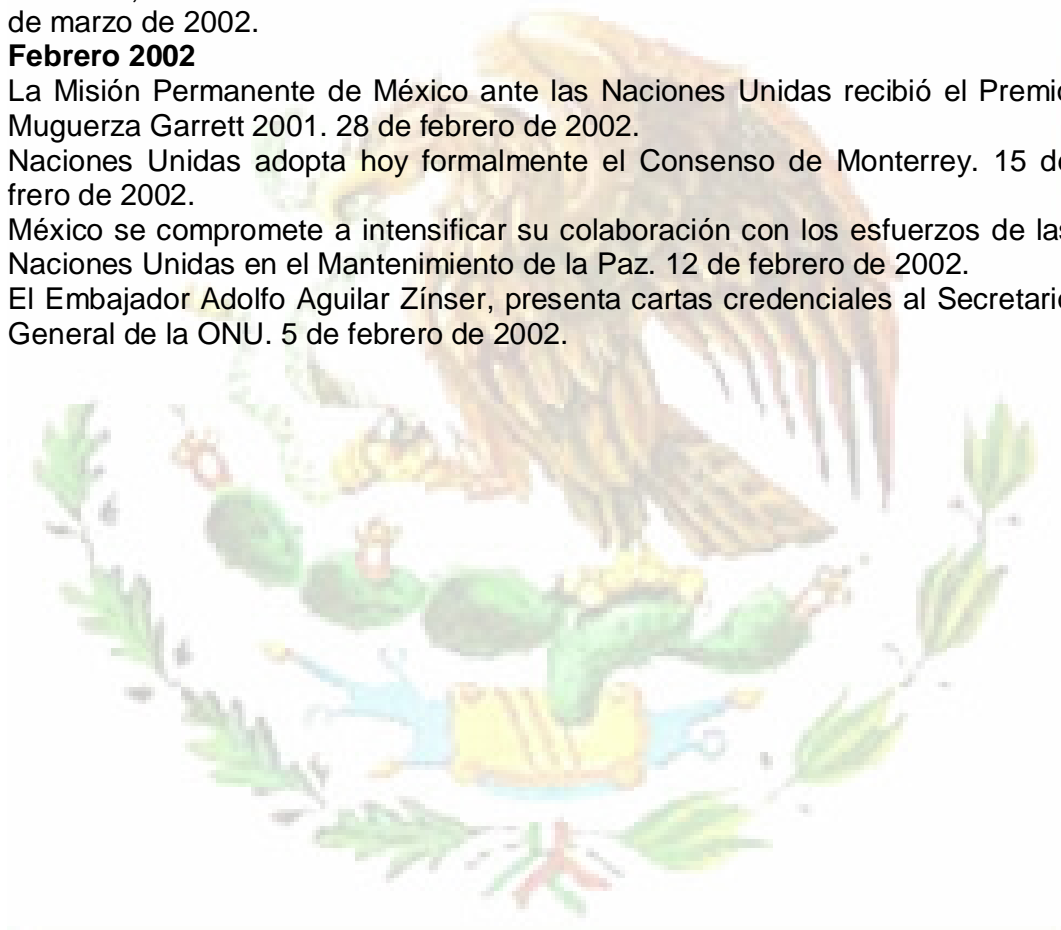 de marzo de 2002.
Febrero 2002
La Misión Permanente de México ante las Naciones Unidas recibió el Premio
Muguerza Garrett 2001. 28 de febrero de 2002.
Naciones Unidas adopta hoy formalmente el Consenso de Monterrey. 15 de
frero de 2002.
México se compromete a intensificar su colaboración con los esfuerzos de las
Naciones Unidas en el Mantenimiento de la Paz. 12 de febrero de 2002.
El Embajador Adolfo Aguilar Zínser, presenta cartas credenciales al Secretario
General de la ONU. 5 de febrero de 2002.